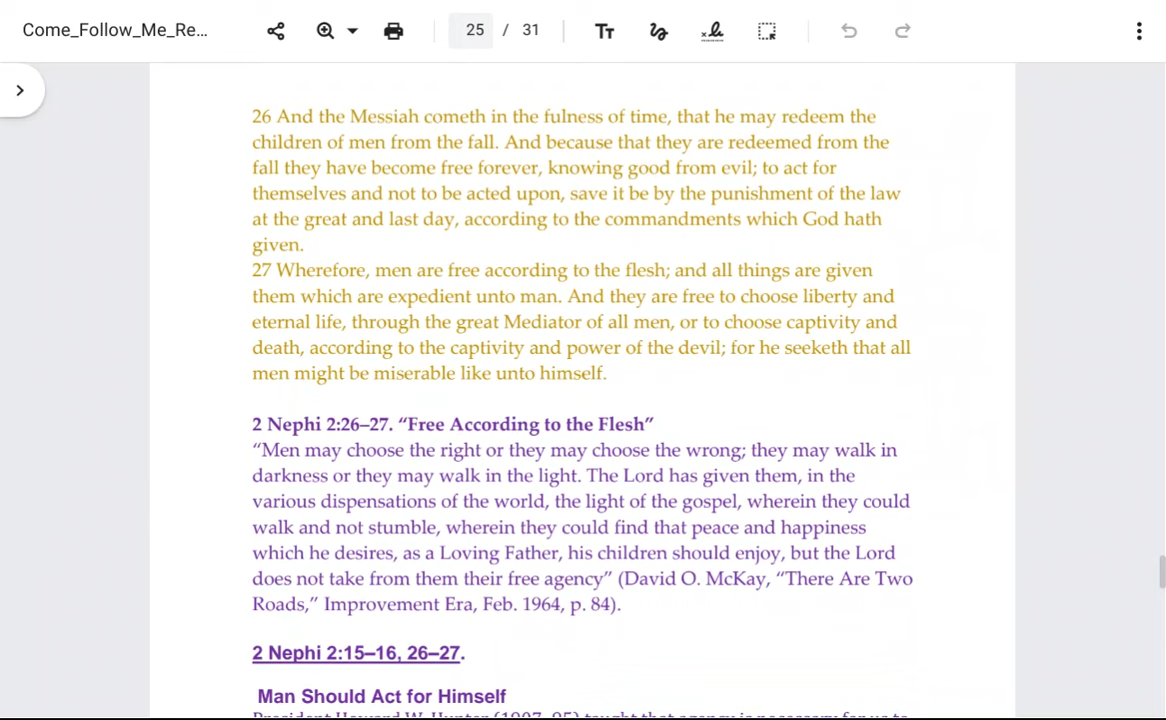 Come_Follow_Me_Re...
25 / 31
26 And the Messiah cometh in the fulness of time, that he may redeem the
children of men from the fall. And because that they are redeemed from the
fall they have become free forever, knowing good from evil; to act for
themselves and not to be acted upon, save it be by the punishment of the law
at the great and last day, according to the commandments which God hath
given.
27 Wherefore, men are free according to the flesh; and all things are given
them which are expedient unto man. And they are free to choose liberty and
eternal life, through the great Mediator of all men, or to choose captivity and
death, according to the captivity and power of the devil; for he seeketh that all
men might be miserable like unto himself.
2 Nephi 2:26–27. “Free According to the Flesh”
“Men may choose the right or they may choose the wrong; they may walk in
darkness or they may walk in the light. The Lord has given them, in the
various dispensations of the world, the light of the gospel, wherein they could
walk and not stumble, wherein they could find that peace and happiness
which he desires, as a Loving Father, his children should enjoy, but the Lord
does not take from them their free agency” (David O. McKay, “There Are Two
Roads,” Improvement Era, Feb. 1964, p. 84).
2 Nephi 2:15–16, 26–27.
Man Should Act for Himself
President Howard W. Hunter (1907–95) taught that agency is necessary for us to